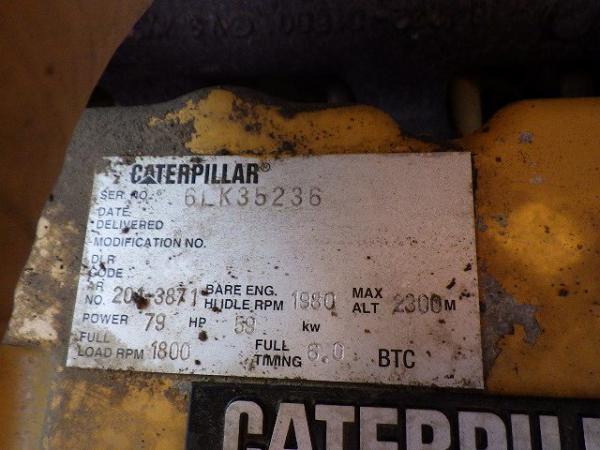 CATERPILLAR®
SER. NO. 6LK35236
DATE
DELIVERED
MODIFICATION NO.
DLR
CODE
AR
NO. 201-3871 BARE ENG. HI IDLE RPM 1980 MAX ALT 2300 M
POWER 79 HP 59 kw
FULL LOAD RPM 1800 FULL TIMING 6.0 BTC
CATERPILLAR